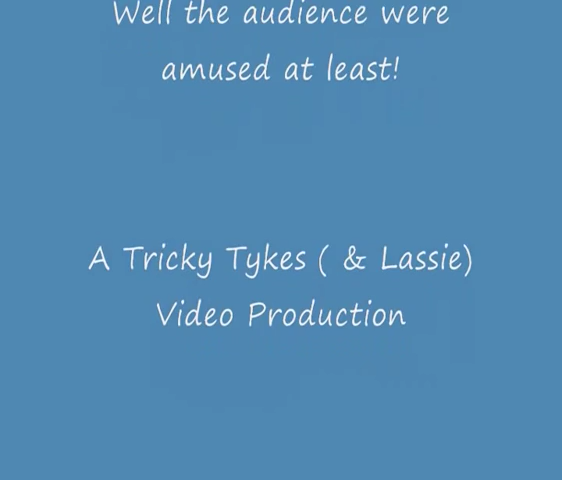 Well the audience were
amused at least!
A Tricky Tykes ( & Lassie)
Video Production